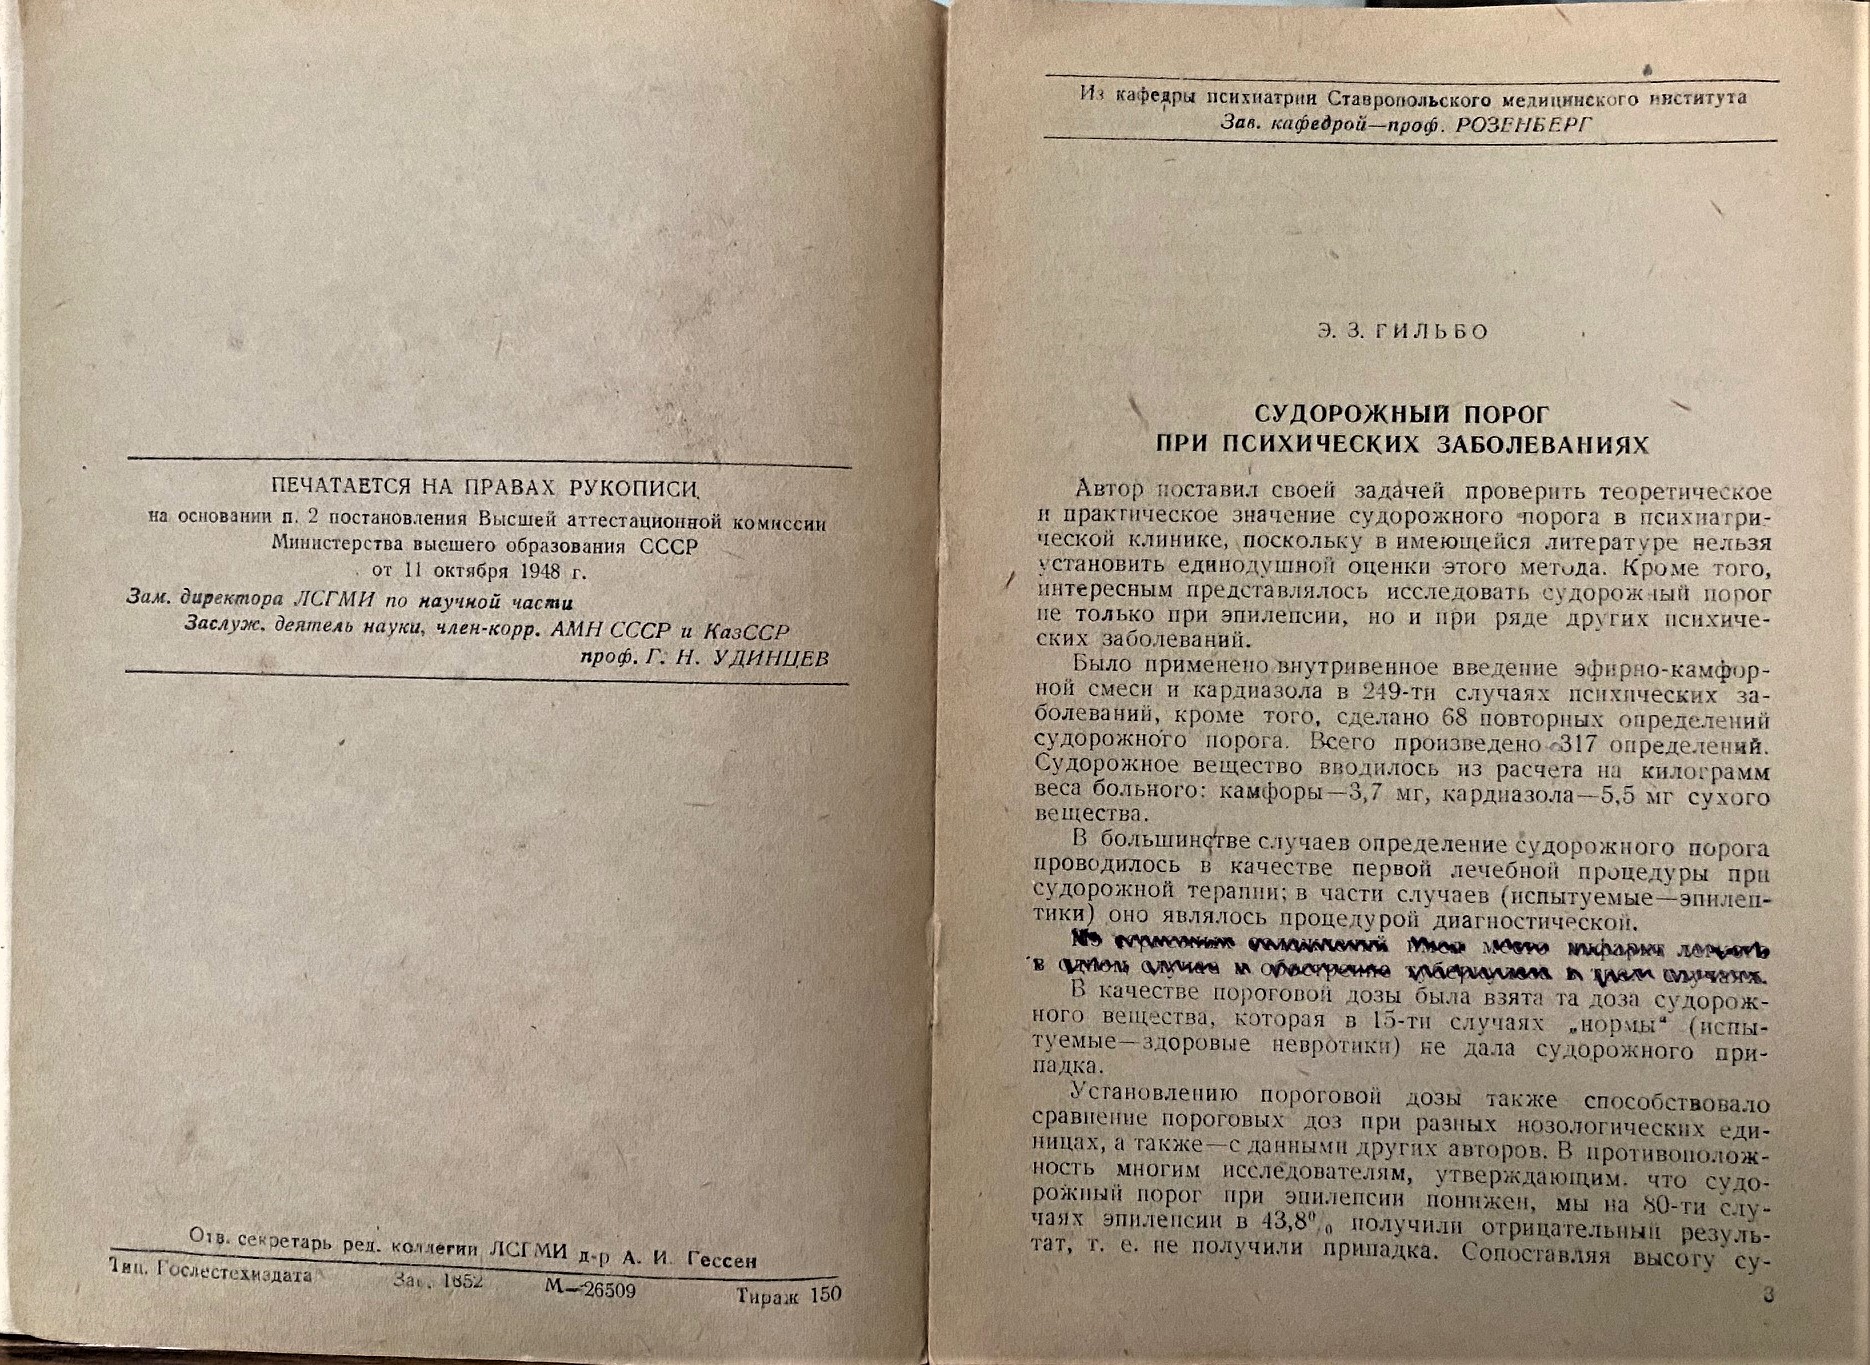 ПЕЧАТАЕТСЯ НА ПРАВАХ РУКОПИСИ,
на основании п. 2 постановления Высшей аттестационной комиссии
Министерства высшего образования СССР
от 11 октября 1948 г.
Зам. директора ЛСГМИ по научной части
Заслуж. деятель науки, член-корр. АМН СССР и КазССР
проф. Г. Н. УДИНЦЕВ
Отв. секретарь ред. коллегии ЛСГМИ д-р А. И. Гессен
Тип. Гослестехиздата Зак. 1852 М—26509 Тираж 150
Из кафедры психиатрии Ставропольского медицинского института
Зав. кафедрой—проф. РОЗЕНБЕРГ
Э. З. ГИЛЬБО
СУДОРОЖНЫЙ ПОРОГ
ПРИ ПСИХИЧЕСКИХ ЗАБОЛЕВАНИЯХ
Автор поставил своей задачей проверить теоретическое
и практическое значение судорожного порога в психиатри-
ческой клинике, поскольку в имеющейся литературе нельзя
установить единодушной оценки этого метода. Кроме того,
интересным представлялось исследовать судорожный порог
не только при эпилепсии, но и при ряде других психиче-
ских заболеваний.
Было применено внутривенное введение эфирно-камфор-
ной смеси и кардиазола в 249-ти случаях психических за-
болеваний, кроме того, сделано 68 повторных определений
судорожного порога. Всего произведено 317 определений.
Судорожное вещество вводилось из расчета на килограмм
веса больного: камфоры—3,7 мг, кардиазола—5,5 мг сухого
вещества.
В большинстве случаев определение судорожного порога
проводилось в качестве первой лечебной процедуры при
судорожной терапии; в части случаев (испытуемые—эпилеп-
тики) оно являлось процедурой диагностической.
в
В качестве пороговой дозы была взята та доза судорож-
ного вещества, которая в 15-ти случаях „нормы“ (испы-
туемые—здоровые невротики) не дала судорожного при-
падка.
Установлению пороговой дозы также способствовало
сравнение пороговых доз при разных нозологических еди-
ницах, а также—с данными других авторов. В противополож-
ность многим исследователям, утверждающим. что судо-
рожный порог при эпилепсии понижен, мы на 80-ти слу-
чаях эпилепсии в 43,8% получили отрицательный резуль-
тат, т. е. не получили припадка. Сопоставляя высоту су-
3